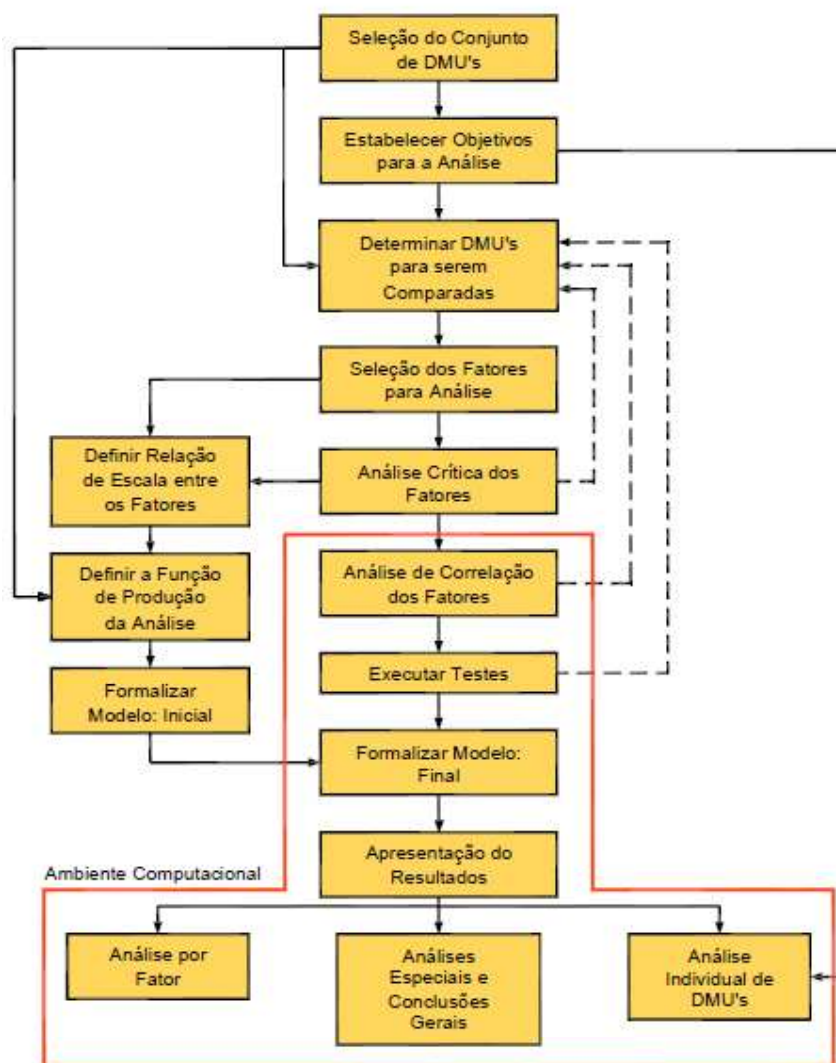 Seleção do Conjunto
de DMU's
Estabelecer Objetivos
para a Análise
Determinar DMU's
para serem
Comparadas
Seleção dos Fatores
para Análise
Definir Relação
de Escala entre
os Fatores
Análise Crítica dos
Fatores
Definir a Função
de Produção
da Análise
Análise de Correlação
dos Fatores
Formalizar
Modelo: Inicial
Executar Testes
Formalizar Modelo:
Final
Apresentação do
Resultados
Ambiente Computacional
Análise por
Fator
Análises
Especiais e
Conclusões
Gerais
Análise
Individual de
DMU's